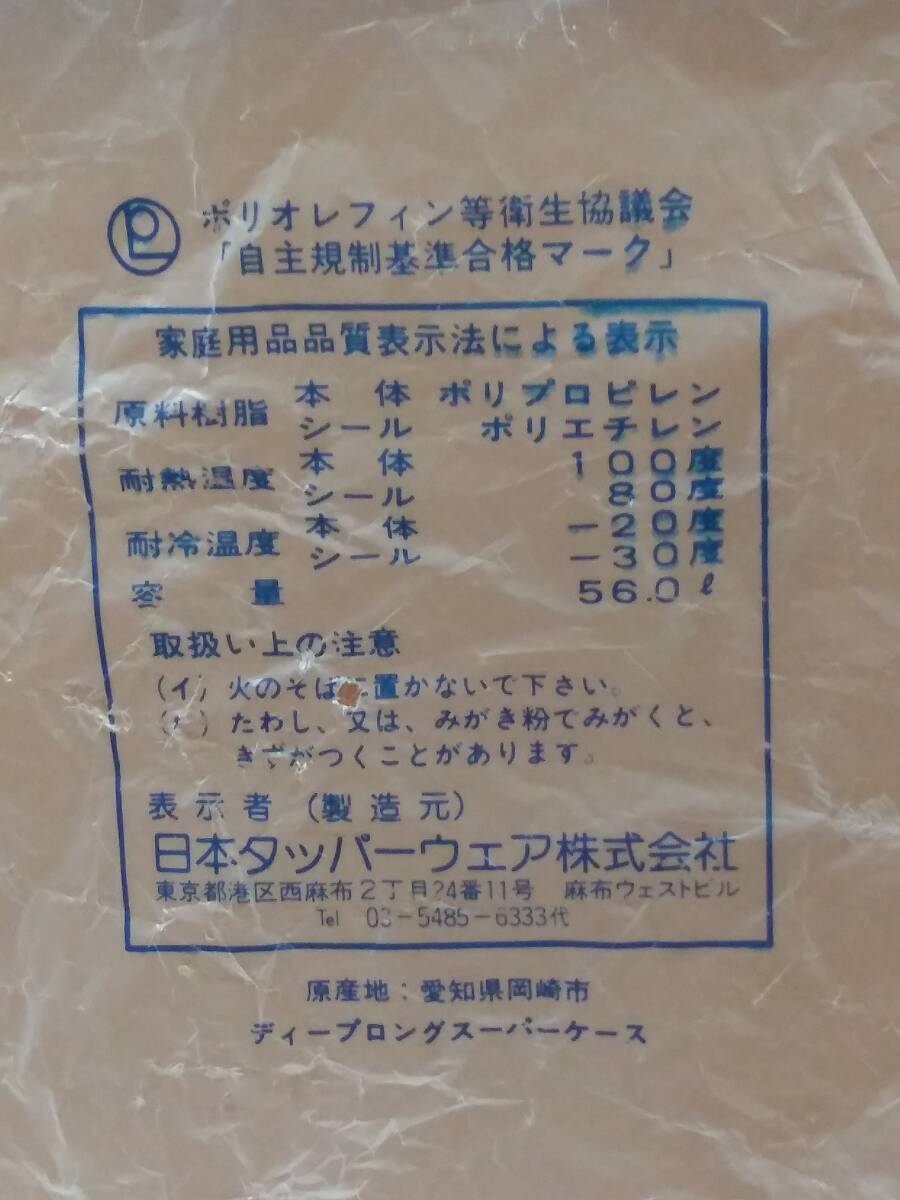 PL ポリオレフィン等衛生協議会
「自主規制基準合格マーク」
家庭用品品質表示法による表示
原料樹脂 本体 ポリプロピレン
シール ポリエチレン
耐熱温度 本体 100度
シール 80度
耐冷温度 本体 -20度
シール -30度
容量 56.0ℓ
取扱い上の注意
(イ) 火のそばに置かないで下さい。
( ) たわし、又は、みがき粉でみがくと、
きずがつくことがあります。
表示者 (製造元)
日本タッパーウェア株式会社
東京都港区西麻布2丁目24番11号 麻布ウェストビル
Tel 03-5485-6333代
原産地:愛知県岡崎市
ディープロングスーパーケース